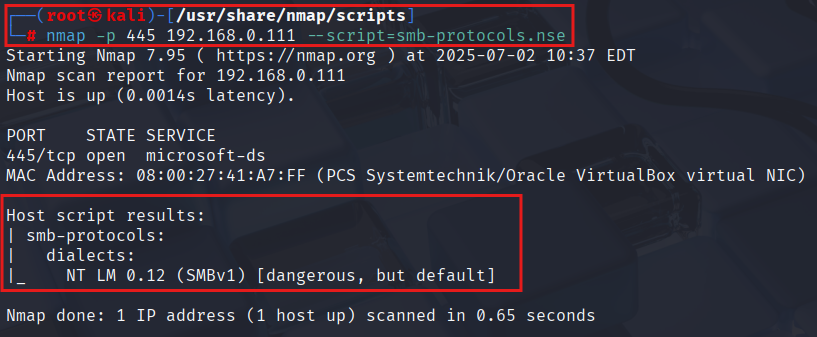 ┌──(root㉿kali)-[/usr/share/nmap/scripts]
└─# nmap -p 445 192.168.0.111 --script=smb-protocols.nse
Starting Nmap 7.95 ( https://nmap.org ) at 2025-07-02 10:37 EDT
Nmap scan report for 192.168.0.111
Host is up (0.0014s latency).

PORT    STATE SERVICE
445/tcp open  microsoft-ds
MAC Address: 08:00:27:41:A7:FF (PCS Systemtechnik/Oracle VirtualBox virtual NIC)

Host script results:
| smb-protocols:
|   dialects:
|_    NT LM 0.12 (SMBv1) [dangerous, but default]

Nmap done: 1 IP address (1 host up) scanned in 0.65 seconds